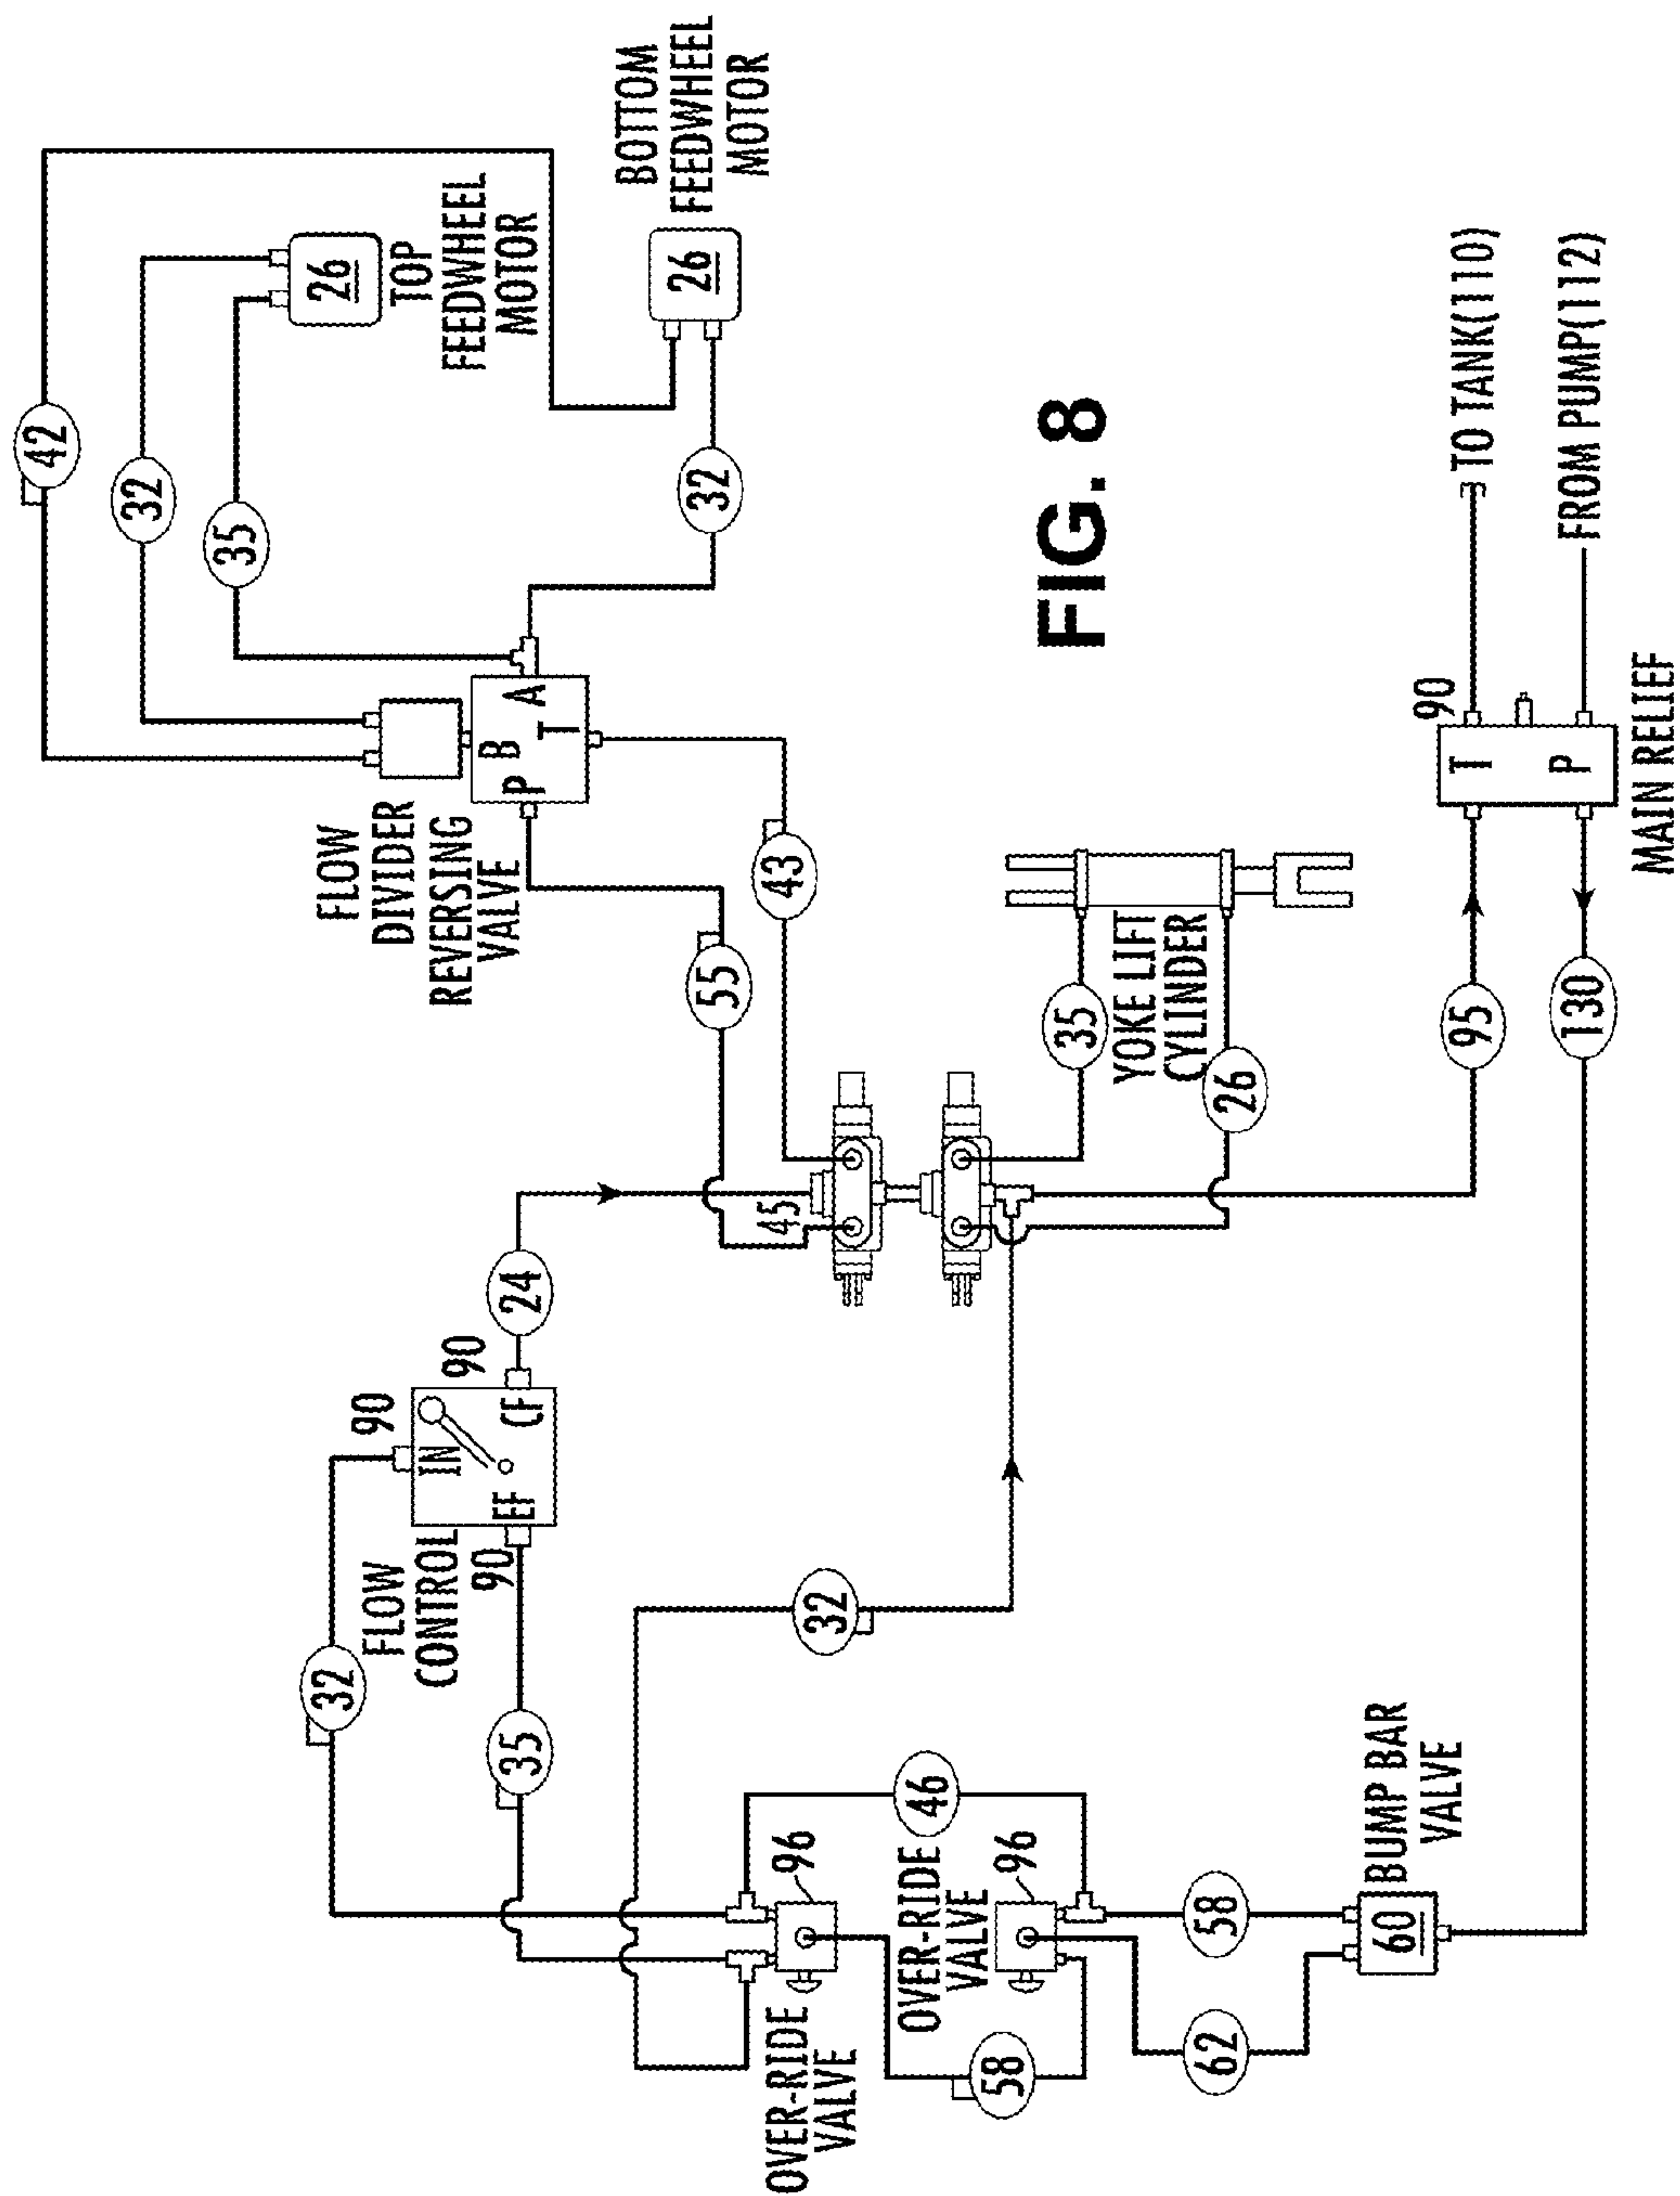 42
32
35
26
TOP
FEEDWHEEL
MOTOR
BOTTOM
FEEDWHEEL
MOTOR
26
32
FLOW
DIVIDER
REVERSING
VALVE
P
B
A
T
55
43
45
24
90
90
IN
EF
CF
90
FLOW
CONTROL
32
35
32
35
YOKE LIFT
CYLINDER
26
FIG. 8
TO TANK(110)
FROM PUMP(112)
90
T
P
MAIN RELIEF
95
130
46
96
OVER-RIDE
VALVE
96
OVER-RIDE
VALVE
58
58
62
60
BUMP BAR
VALVE